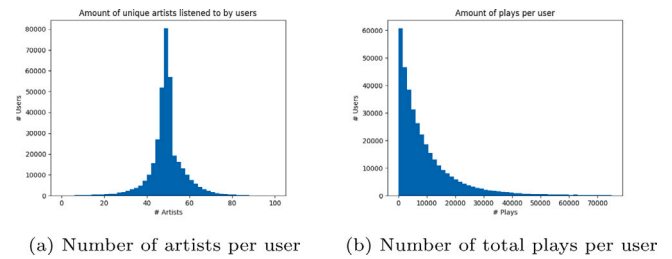 Amount of unique artists listened to by users
80000
70000
60000
50000
40000
30000
20000
10000
0
# Users
0 20 40 60 80 100
# Artists
Amount of plays per user
60000
50000
40000
30000
20000
10000
0
# Users
0 10000 20000 30000 40000 50000 60000 70000
# Plays
(a) Number of artists per user
(b) Number of total plays per user